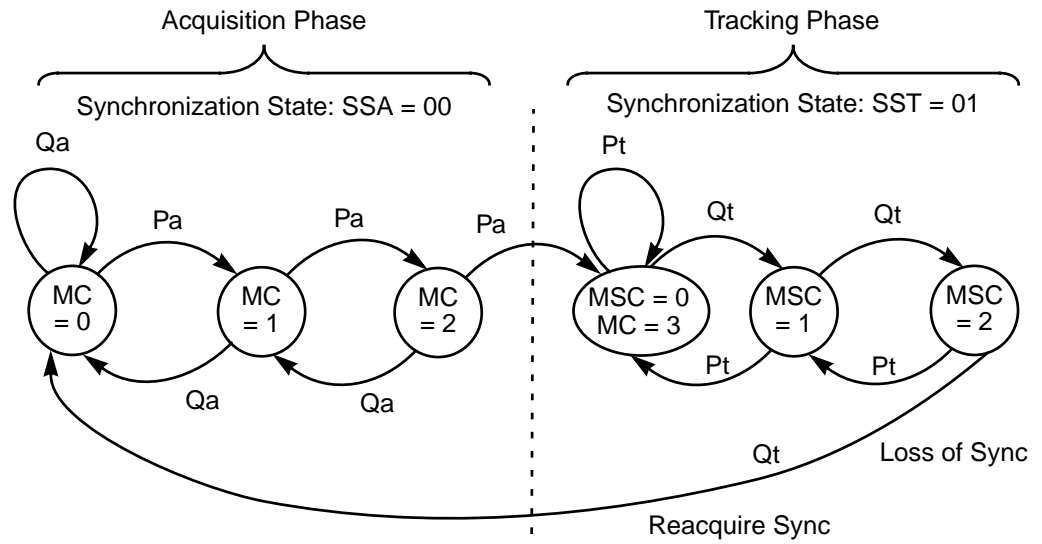 Acquisition Phase
Tracking Phase
Synchronization State: SSA = 00
Synchronization State: SST = 01
Qa
Pa
Pa
Pa
Pt
Qt
Qt
MC
= 0
MC
= 1
MC
= 2
MSC = 0
MC = 3
MSC
= 1
MSC
= 2
Qa
Qa
Pt
Pt
Qt
Loss of Sync
Reacquire Sync